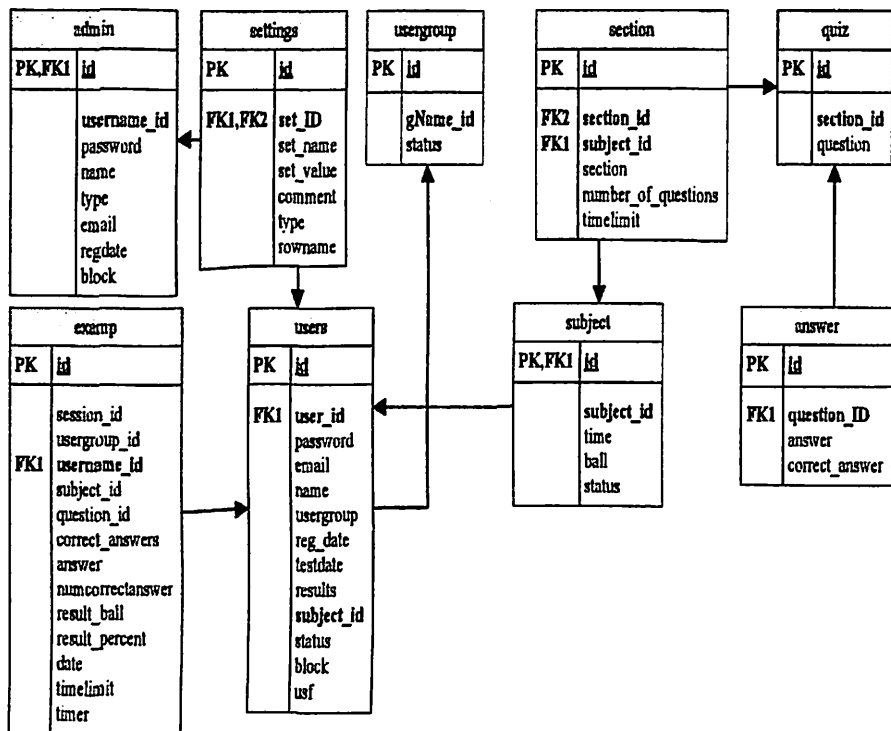 admin
PK,FK1 id
username_id
password
name
type
email
regdate
block
settings
PK id
FK1,FK2 set_ID
set_name
set_value
comment
type
rowname
usergroup
PK id
gName_id
status
section
PK id
FK2 section_id
FK1 subject_id
section
number_of_questions
timelimit
quiz
PK id
section_id
question
examp
PK id
session_id
usergroup_id
FK1 username_id
subject_id
question_id
correct_answers
answer
numcorrectanswer
result_ball
result_percent
date
timelimit
timer
users
PK id
FK1 user_id
password
email
name
usergroup
reg_date
testdate
results
subject_id
status
block
usf
subject
PK,FK1 id
subject_id
time
ball
status
answer
PK id
FK1 question_ID
answer
correct_answer